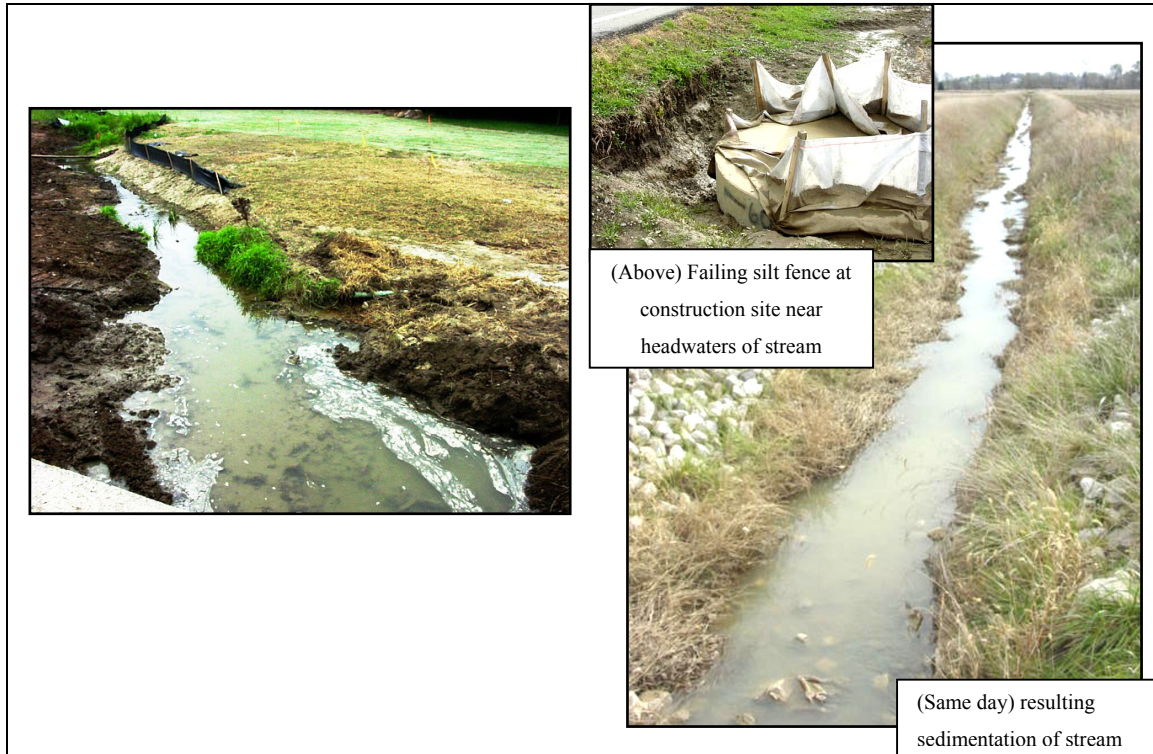 (Above) Failing silt fence at
construction site near
headwaters of stream
(Same day) resulting
sedimentation of stream